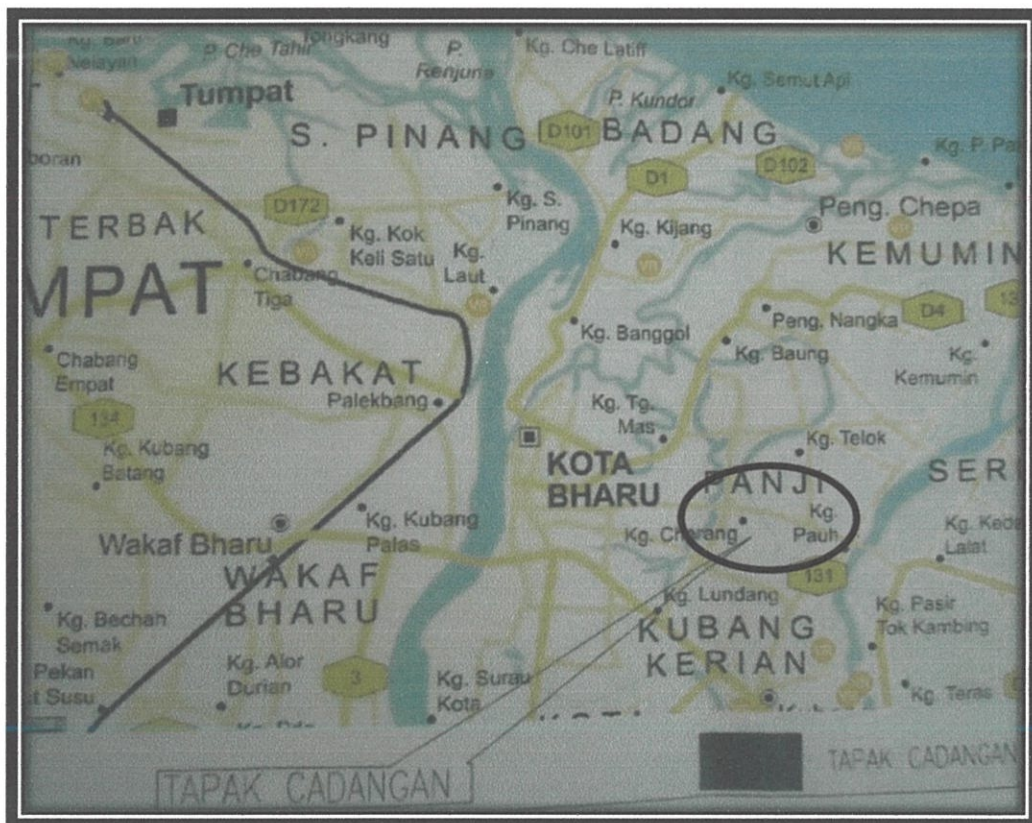 Nelayan
P. Che Tahir
Tongkang
P.
Renjuna
Kg. Che Latiff
Kg. Semut Api
Tumpat
P. Kundor
S. PINANG
D101
BADANG
D102
D1
Kg. S.
Pinang
D172
TERBAK
Kg. Kok
Keli Satu
Kg.
Laut
Kg. Kijang
Peng. Chepa
KEMUMIN
MPAT
Chabang
Tiga
Kg. Banggol
Peng. Nangka
D4
Kg. Baung
Kg.
Kemumin
Chabang
Empat
KEBAKAT
Palekbang
Kg. Tg.
Mas
134
Kg. Kubang
Batang
KOTA
BHARU
Kg. Telok
PANJI
SERI
Kg. Cherang
Kg.
Pauh
Wakaf Bharu
Kg. Kubang
Palas
Lalat
WAKAF
BHARU
131
Kg. Lundang
Kg. Pasir
Tok Kambing
KUBANG
KERIAN
Kg. Bechah
Semak
Pekan
t Susu
Kg. Alor
Durian
3
Kg. Surau
Kota
Kg. Teras
TAPAK CADANGAN
TAPAK CADANGAN